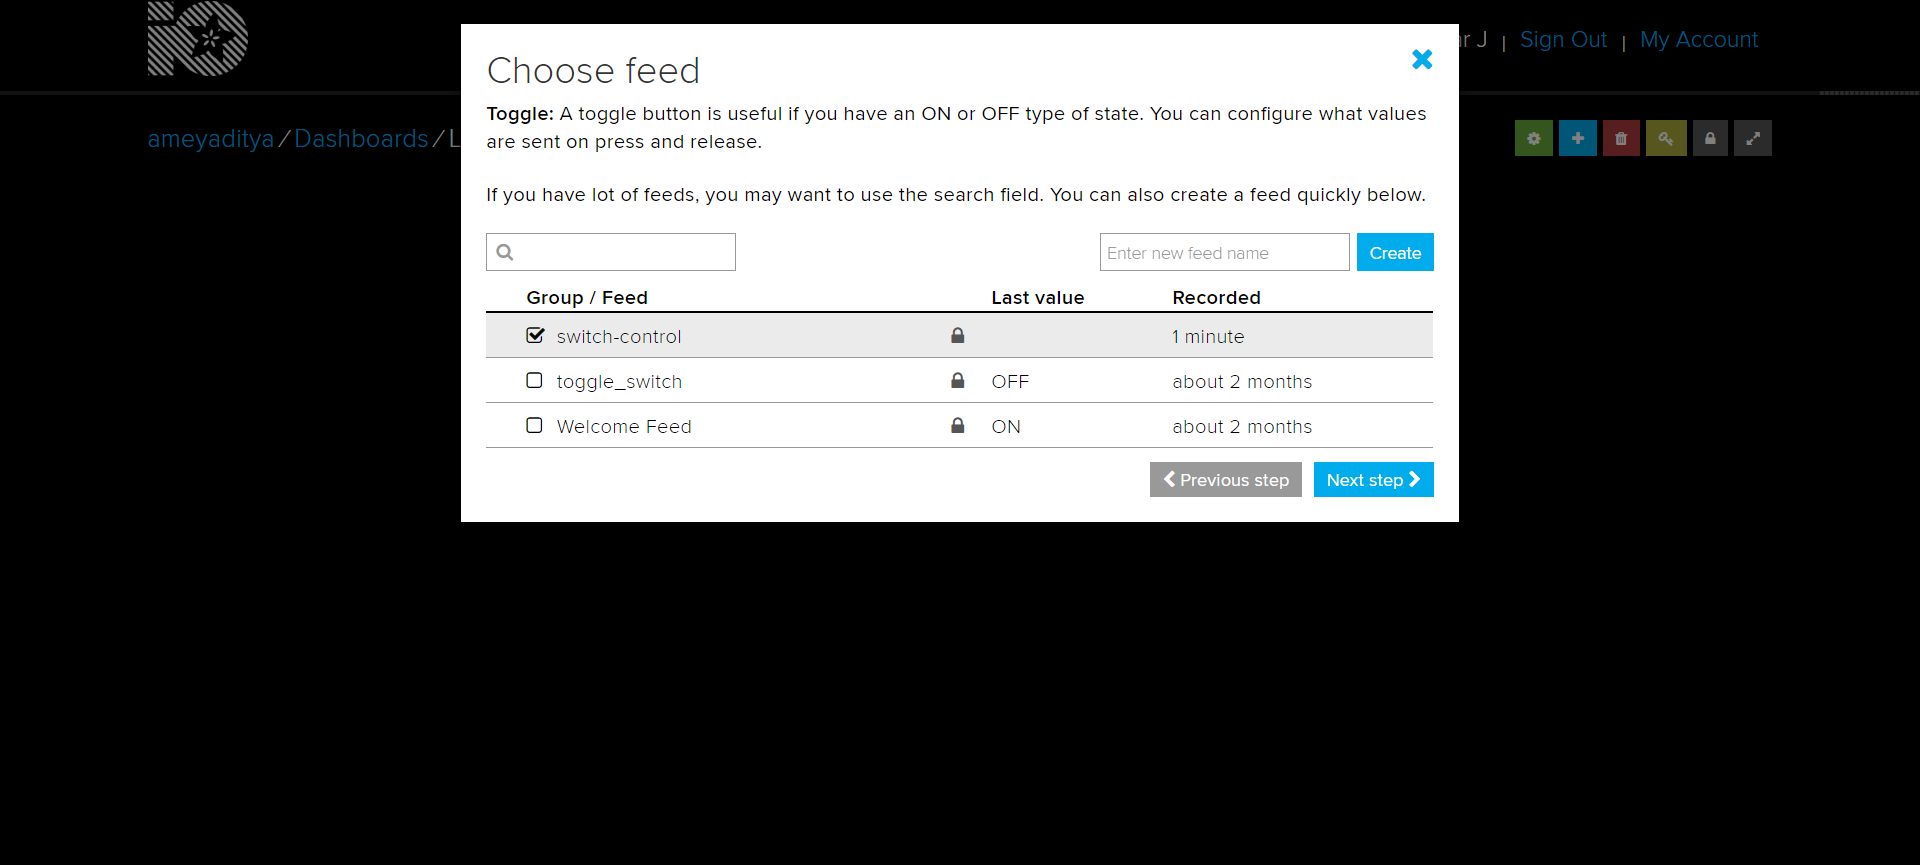 Sign Out | My Account
ameyaditya / Dashboards /
Choose feed
Toggle: A toggle button is useful if you have an ON or OFF type of state. You can configure what values
are sent on press and release.
If you have lot of feeds, you may want to use the search field. You can also create a feed quickly below.
Enter new feed name Create
Group / Feed Last value Recorded
switch-control 1 minute
toggle_switch OFF about 2 months
Welcome Feed ON about 2 months
Previous step Next step